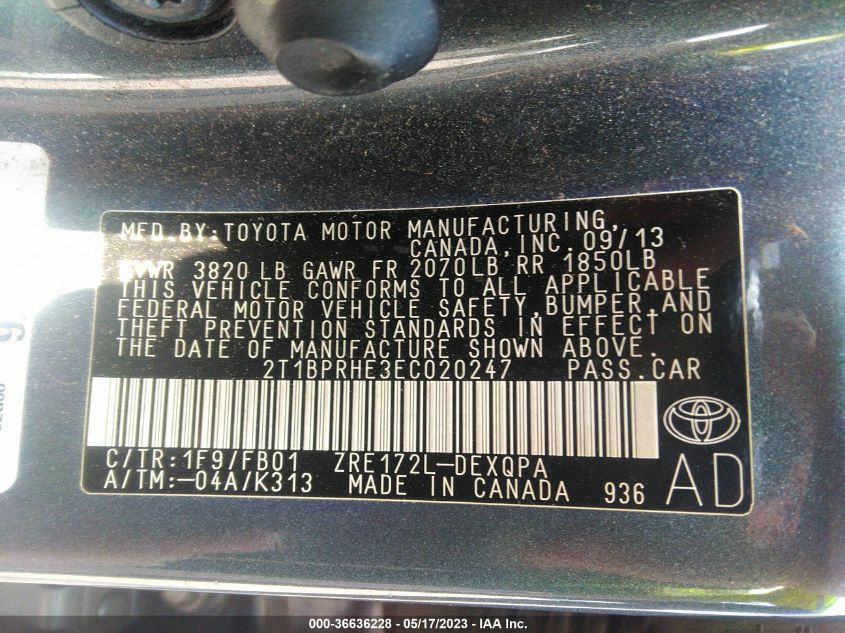 MFD.BY:TOYOTA MOTOR MANUFACTURING,
CANADA,INC. 09/13
GVWR 3820 LB GAWR FR 2070LB RR 1850LB
THIS VEHICLE CONFORMS TO ALL APPLICABLE
FEDERAL MOTOR VEHICLE SAFETY,BUMPER,AND
THEFT PREVENTION STANDARDS IN EFFECT ON
THE DATE OF MANUFACTURE SHOWN ABOVE.
2T1BPRHE3EC020247 PASS.CAR
C/TR:1F9/FB01 ZRE172L-DEXQPA
A/TM:-04A/K313 MADE IN CANADA 936
AD
000-36636228 - 05/17/2023 - IAA Inc.